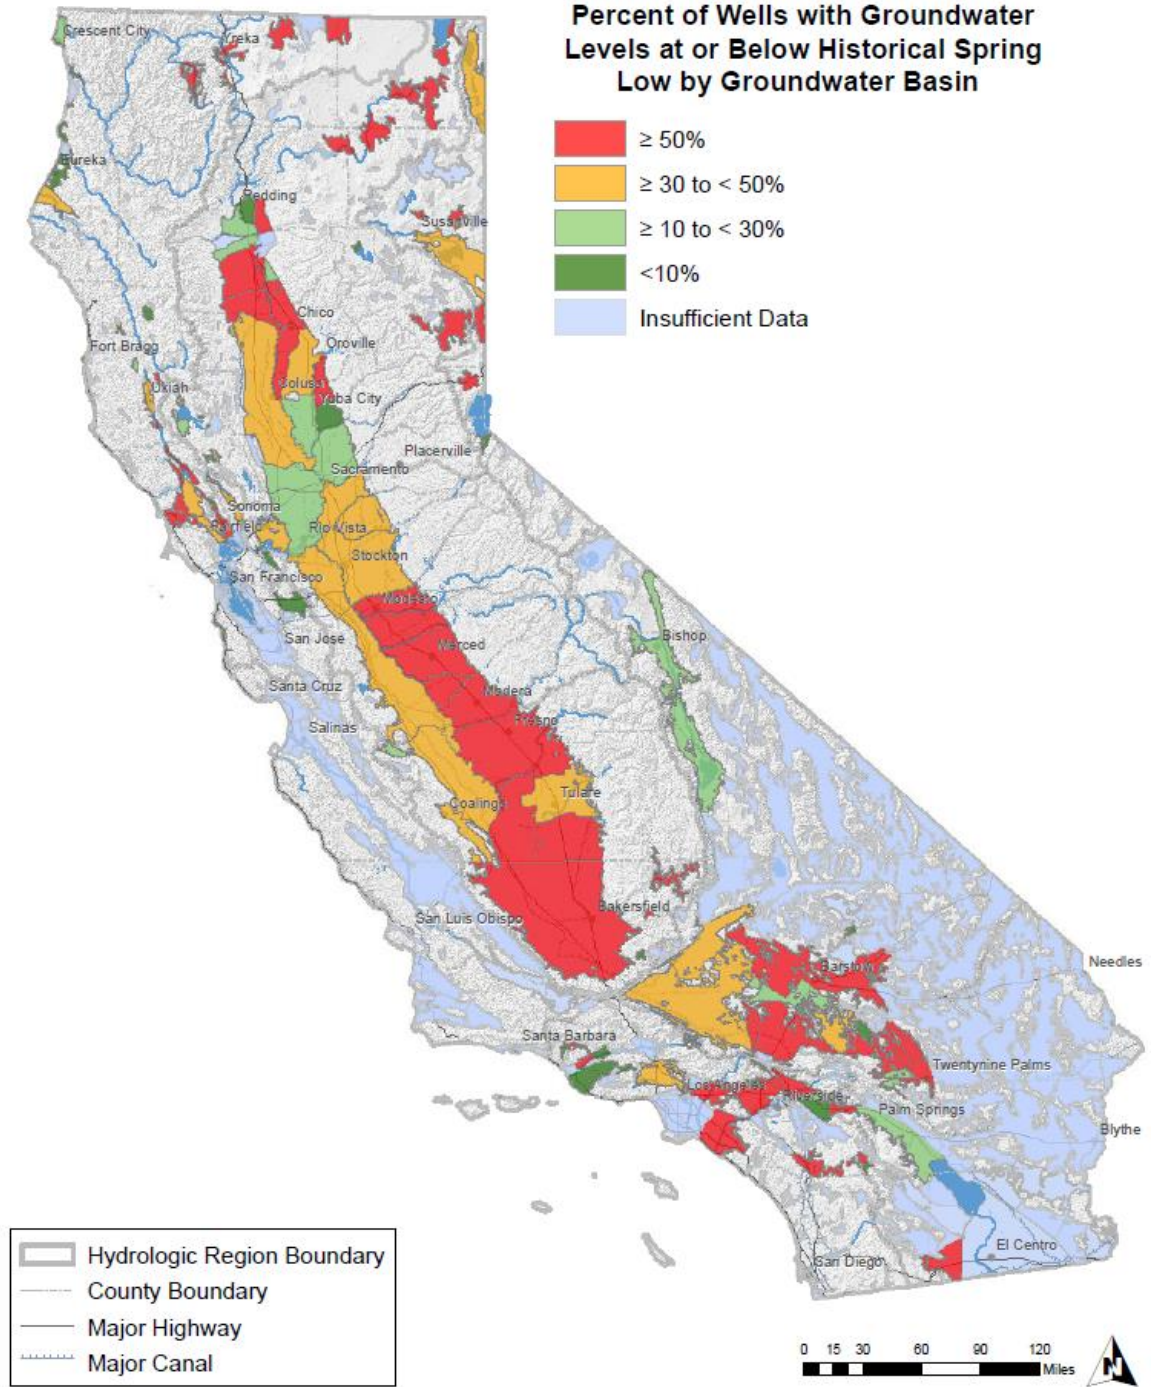 Percent of Wells with Groundwater
Levels at or Below Historical Spring
Low by Groundwater Basin
≥ 50%
≥ 30 to < 50%
≥ 10 to < 30%
<10%
Insufficient Data
Crescent City
Yreka
Eureka
Redding
Susanville
Chico
Fort Bragg
Oroville
Ukiah
Colusa
Yuba City
Placerville
Sacramento
Sonoma
Fairfield
Rio Vista
Stockton
San Francisco
Modesto
San Jose
Merced
Bishop
Santa Cruz
Madera
Salinas
Fresno
Tulare
Coalinga
Bakersfield
San Luis Obispo
Needles
Barstow
Santa Barbara
Twentynine Palms
Los Angeles
Riverside
Palm Springs
Blythe
El Centro
San Diego
Hydrologic Region Boundary
County Boundary
Major Highway
Major Canal
0 15 30 60 90 120
Miles
N